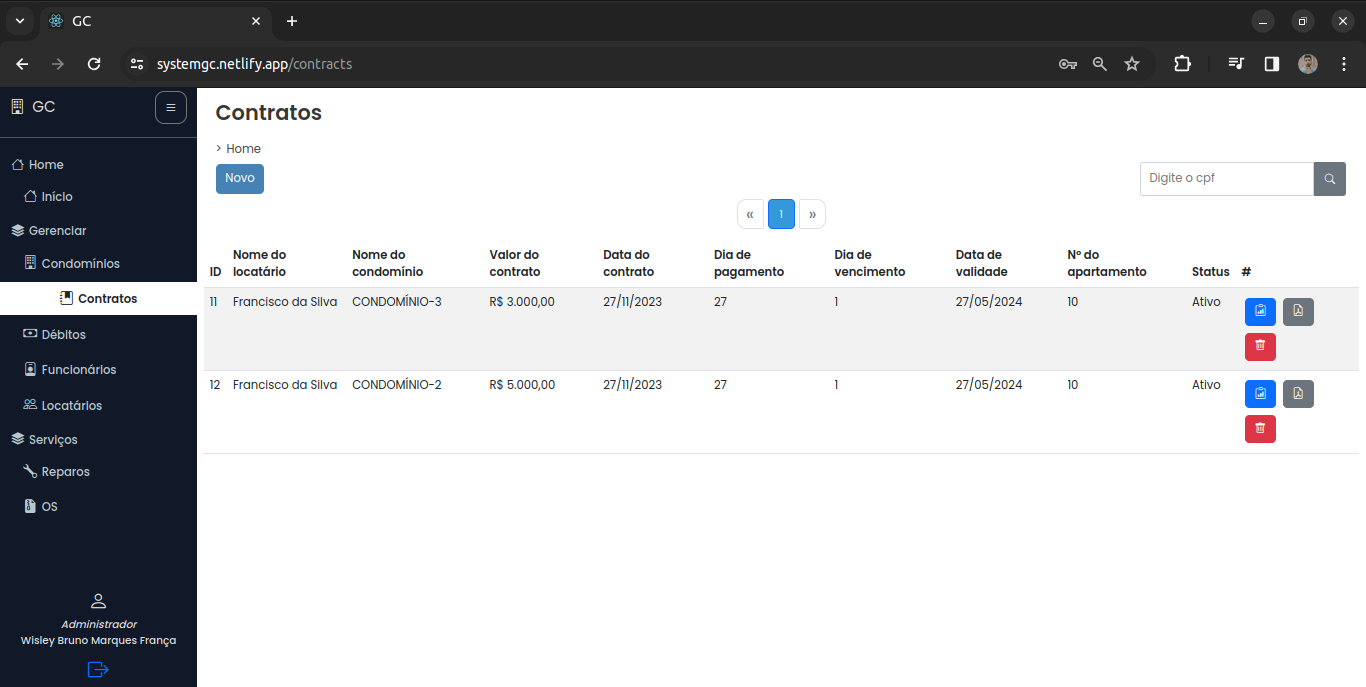 GC
systemgc.netlify.app/contracts
GC
Home
Início
Gerenciar
Condomínios
Contratos
Débitos
Funcionários
Locatários
Serviços
Reparos
OS
Administrador
Wisley Bruno Marques França
Contratos
> Home
Novo
Digite o cpf
« 1 »
ID Nome do locatário Nome do condomínio Valor do contrato Data do contrato Dia de pagamento Dia de vencimento Data de validade Nº do apartamento Status #
11 Francisco da Silva CONDOMÍNIO-3 R$ 3.000,00 27/11/2023 27 1 27/05/2024 10 Ativo
12 Francisco da Silva CONDOMÍNIO-2 R$ 5.000,00 27/11/2023 27 1 27/05/2024 10 Ativo